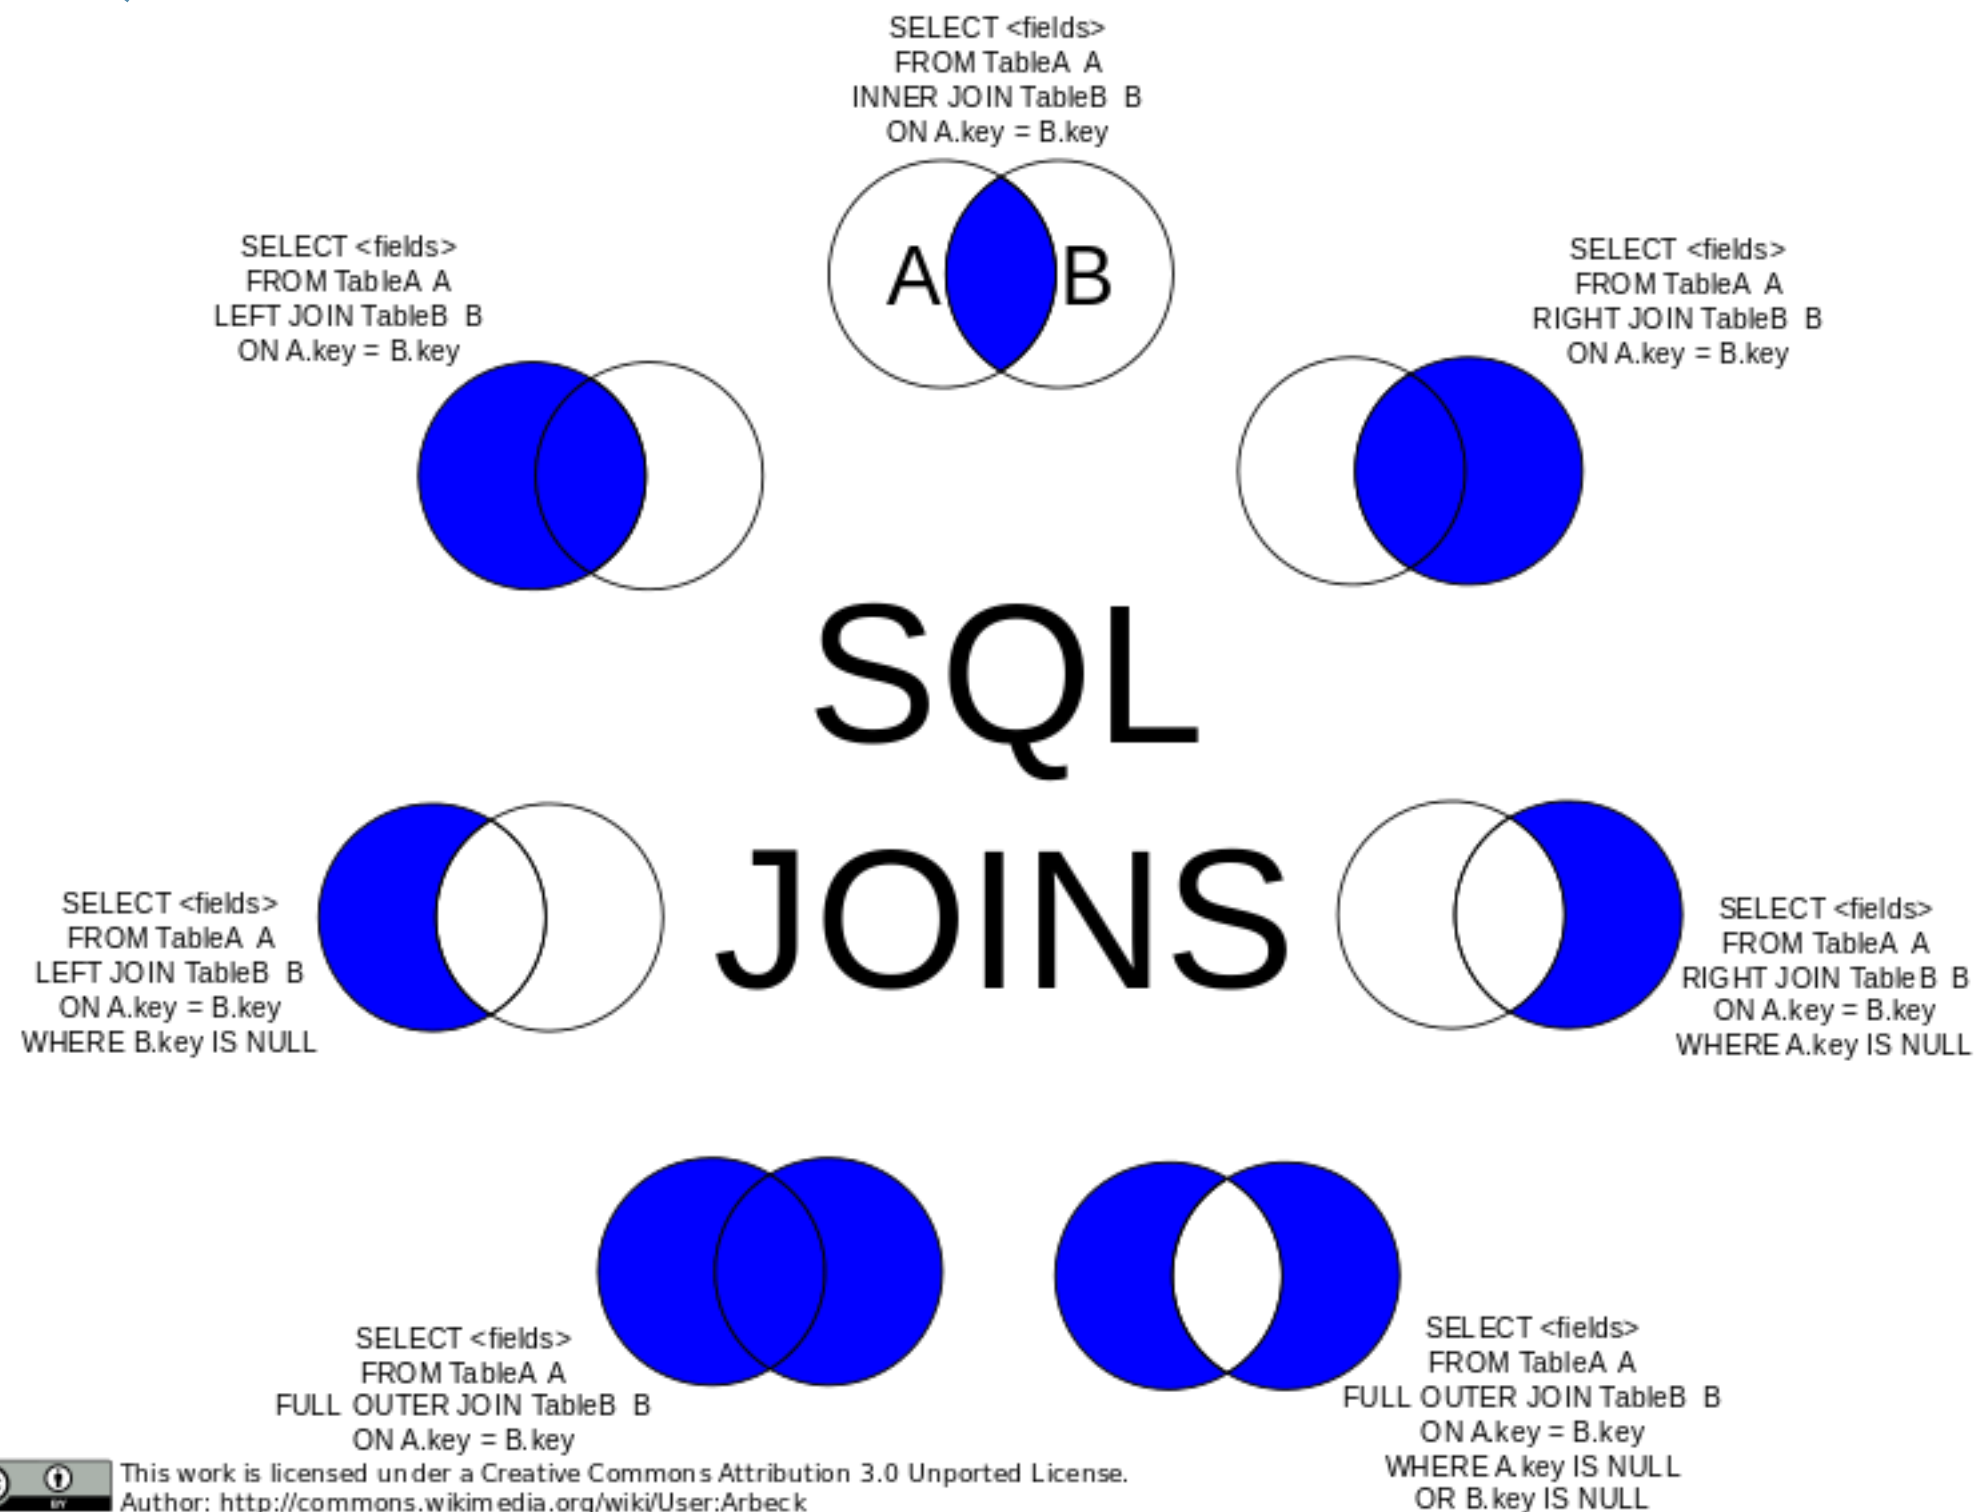 SELECT <fields>
FROM TableA A
INNER JOIN TableB B
ON A.key = B.key
A B
SELECT <fields>
FROM TableA A
LEFT JOIN TableB B
ON A.key = B.key
SELECT <fields>
FROM TableA A
RIGHT JOIN TableB B
ON A.key = B.key
SQL
JOINS
SELECT <fields>
FROM TableA A
LEFT JOIN TableB B
ON A.key = B.key
WHERE B.key IS NULL
SELECT <fields>
FROM TableA A
RIGHT JOIN TableB B
ON A.key = B.key
WHERE A.key IS NULL
SELECT <fields>
FROM TableA A
FULL OUTER JOIN TableB B
ON A.key = B.key
SELECT <fields>
FROM TableA A
FULL OUTER JOIN TableB B
ON A.key = B.key
WHERE A.key IS NULL
OR B.key IS NULL
BY
This work is licensed under a Creative Commons Attribution 3.0 Unported License.
Author: http://commons.wikimedia.org/wiki/User:Arbeck